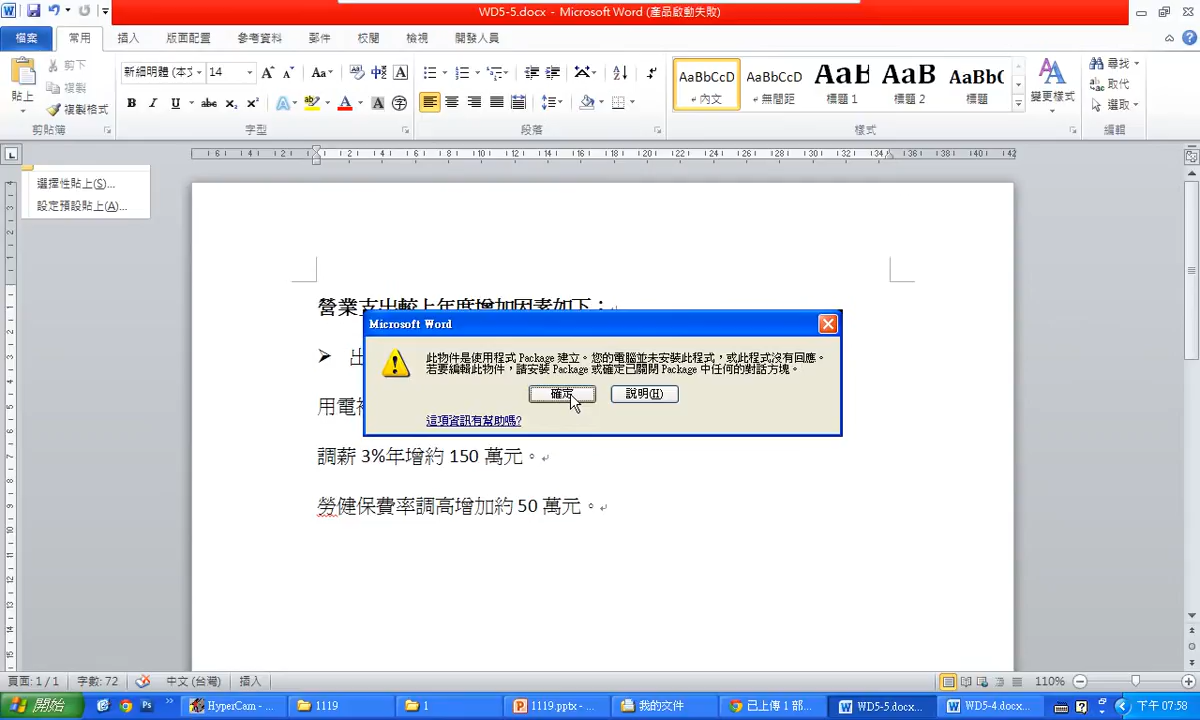 WD5-5.docx - Microsoft Word (產品啟動失敗)
檔案 常用 插入 版面配置 參考資料 郵件 校閱 檢視 開發人員
貼上 剪下 複製 複製格式
新細明體 (本文 14
AaBbCcD AaBbCcD AaBbCcD AaBbCc
內文 無間距 標題 1 標題 2 標題
變更樣式
尋找 取代 選取
剪貼簿 字型 段落 樣式 編輯
選擇性貼上(S)...
設定預設貼上(A)...
營業支出較上年度增加因素如下：
Microsoft Word
此物件是使用程式 Package 建立。您的電腦並未安裝此程式，或此程式沒有回應。
若要編輯此物件，請安裝 Package 或確定已關閉 Package 中任何的對話方塊。
確定 說明(H)
這項資訊有幫助嗎?
用電
調薪 3%年增約 150 萬元。
勞健保費率調高增加約 50 萬元。
頁面: 1/1 字數: 72 中文 (台灣) 插入 110%
開始 HyperCam - ... 1119 1 1119.pptx - ... 我的文件 已上傳 1 部... WD5-5.docx... WD5-4.docx... 下午 07:58